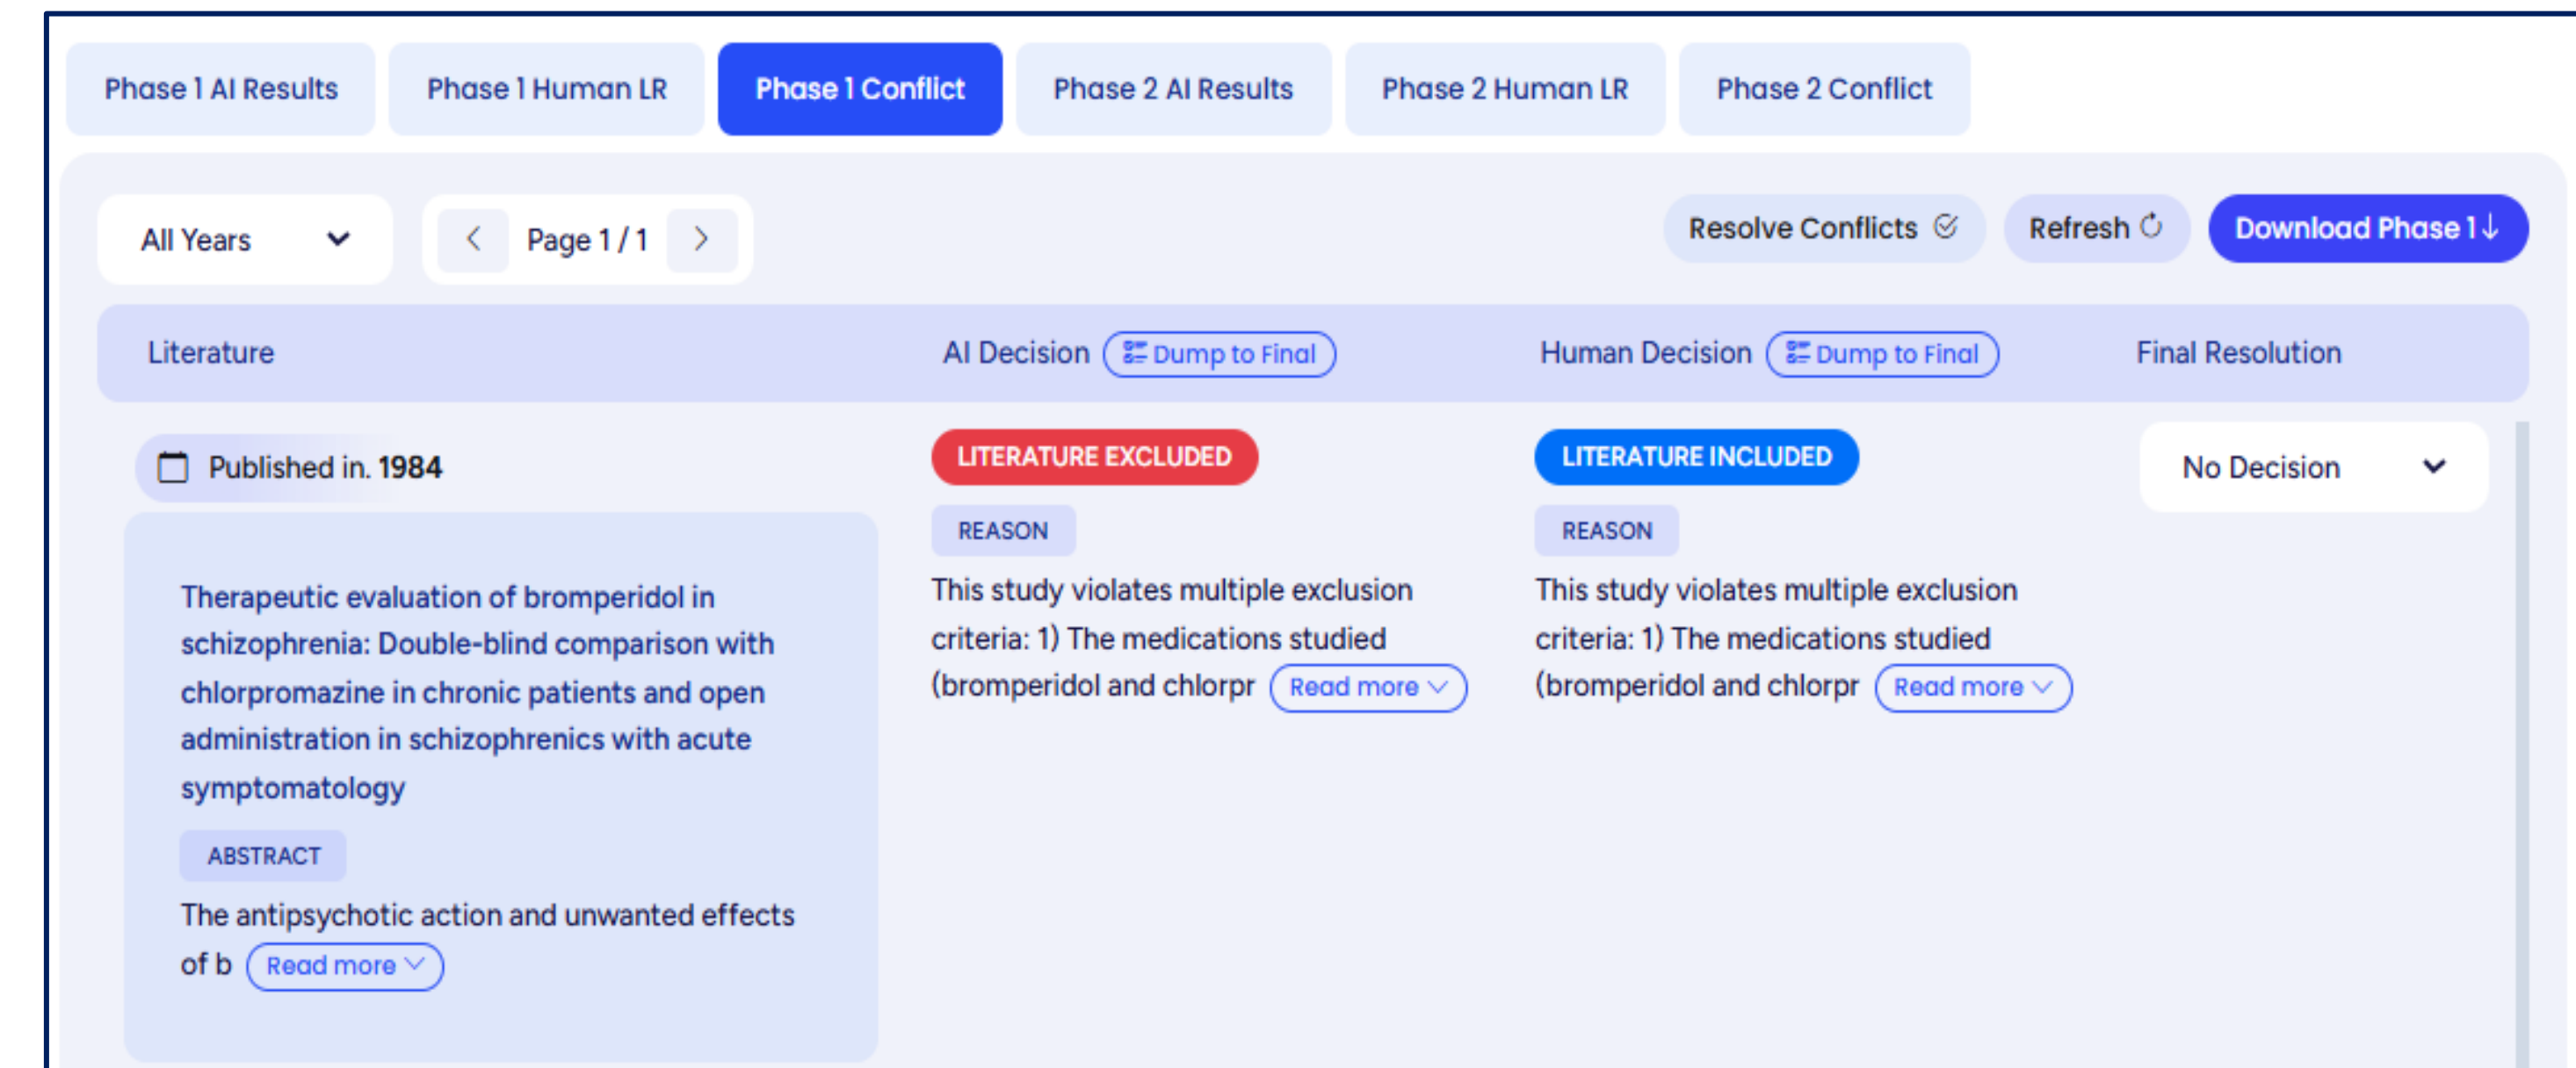 Phase 1 AI Results
Phase 1 Human LR
Phase 1 Conflict
Phase 2 AI Results
Phase 2 Human LR
Phase 2 Conflict
All Years
Page 1 / 1
Resolve Conflicts
Refresh
Download Phase 1
Literature
AI Decision
Dump to Final
Human Decision
Dump to Final
Final Resolution
Published in. 1984
Therapeutic evaluation of bromperidol in
schizophrenia: Double-blind comparison with
chlorpromazine in chronic patients and open
administration in schizophrenics with acute
symptomatology
ABSTRACT
The antipsychotic action and unwanted effects
of b
Read more
LITERATURE EXCLUDED
REASON
This study violates multiple exclusion
criteria: 1) The medications studied
(bromperidol and chlorpr
Read more
LITERATURE INCLUDED
REASON
This study violates multiple exclusion
criteria: 1) The medications studied
(bromperidol and chlorpr
Read more
No Decision